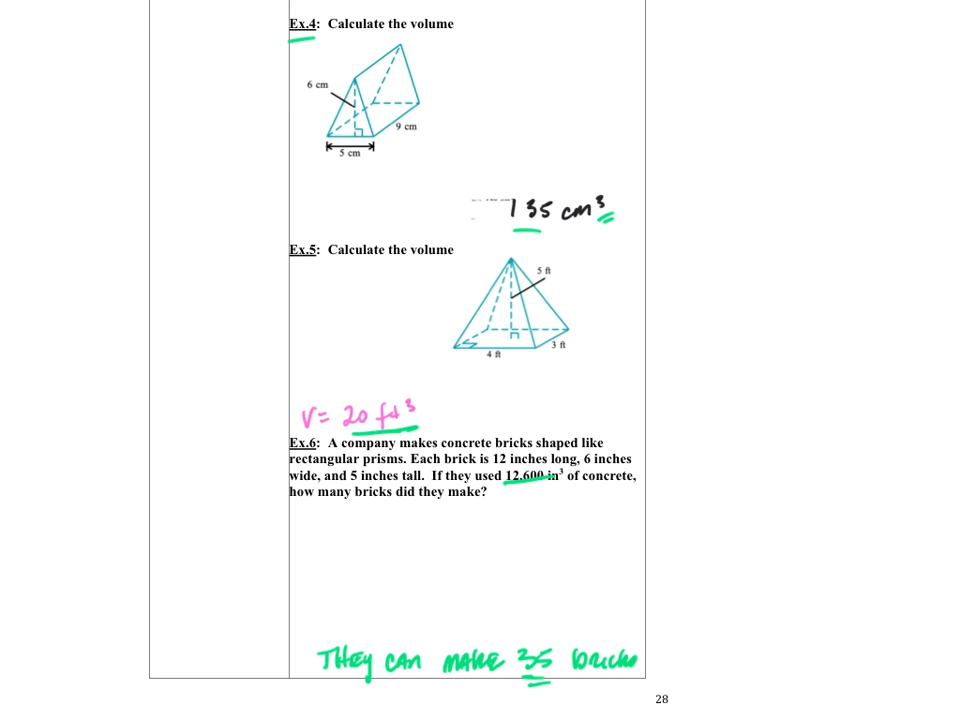 Ex.4: Calculate the volume
6 cm
9 cm
5 cm
135 cm³
Ex.5: Calculate the volume
5 ft
3 ft
4 ft
V= 20 ft³
Ex.6: A company makes concrete bricks shaped like
rectangular prisms. Each brick is 12 inches long, 6 inches
wide, and 5 inches tall. If they used 12,600 in³ of concrete,
how many bricks did they make?
THEY CAN MAKE 35 bricks
28